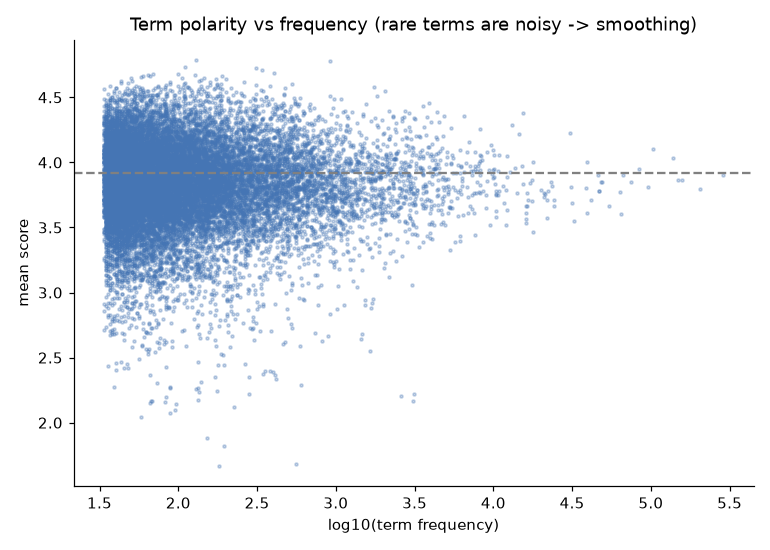 Term polarity vs frequency (rare terms are noisy -> smoothing)
mean score
4.5
4.0
3.5
3.0
2.5
2.0
1.5 2.0 2.5 3.0 3.5 4.0 4.5 5.0 5.5
log10(term frequency)